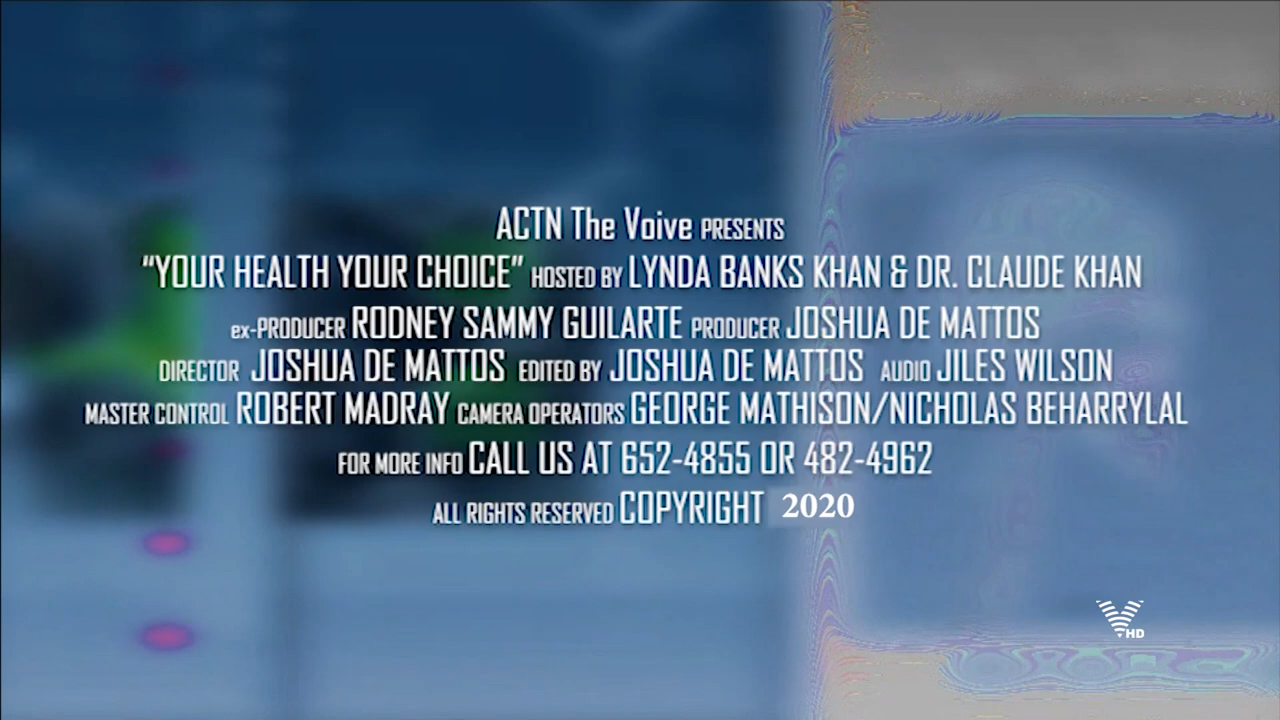 ACTN The Voive PRESENTS
“YOUR HEALTH YOUR CHOICE” HOSTED BY LYNDA BANKS KHAN & DR. CLAUDE KHAN
ex-PRODUCER RODNEY SAMMY GUILARTE PRODUCER JOSHUA DE MATTOS
DIRECTOR JOSHUA DE MATTOS EDITED BY JOSHUA DE MATTOS AUDIO JILES WILSON
MASTER CONTROL ROBERT MADRAY CAMERA OPERATORS GEORGE MATHISON/NICHOLAS BEHARRYLAL
FOR MORE INFO CALL US AT 652-4855 OR 482-4962
ALL RIGHTS RESERVED COPYRIGHT 2020
HD